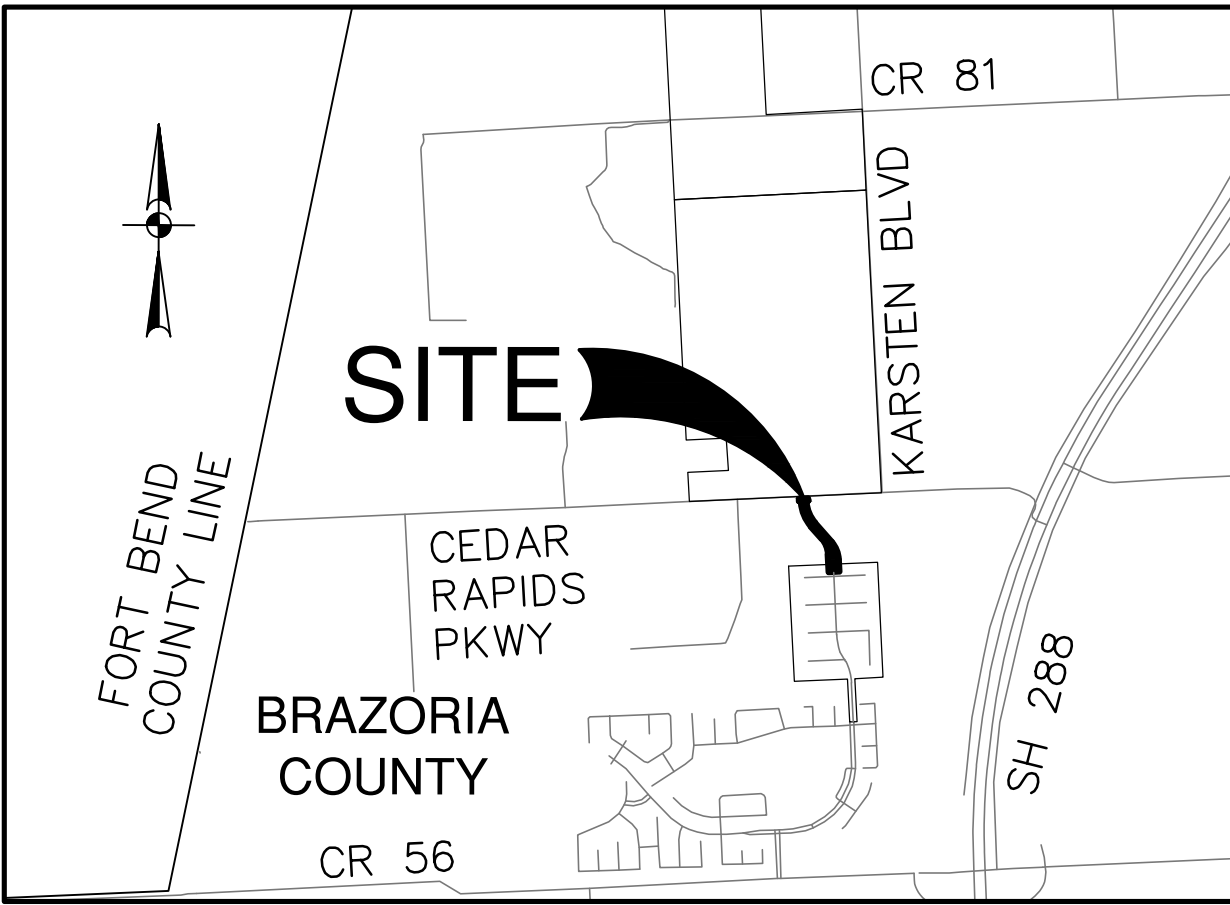 CR 81
KARSTEN BLVD
SITE
FORT BEND
COUNTY LINE
CEDAR
RAPIDS
PKWY
BRAZORIA
COUNTY
SH 288
CR 56